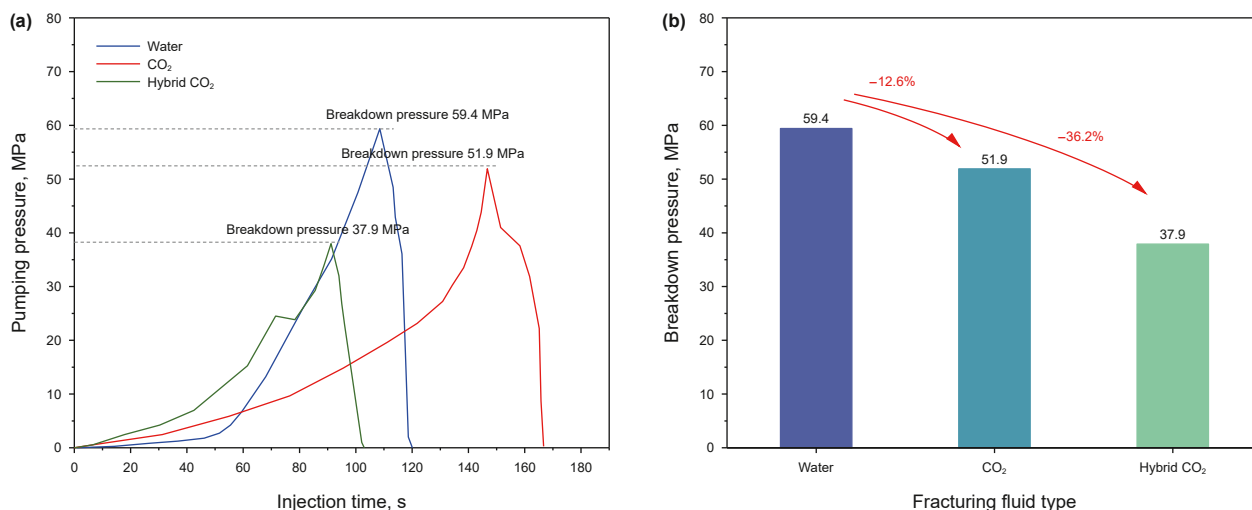 (a)
80
70
60
50
40
30
20
10
0
Pumping pressure, MPa
Water
CO₂
Hybrid CO₂
Breakdown pressure 59.4 MPa
Breakdown pressure 51.9 MPa
Breakdown pressure 37.9 MPa
0 20 40 60 80 100 120 140 160 180
Injection time, s
(b)
80
70
60
50
40
30
20
10
0
Breakdown pressure, MPa
−12.6%
−36.2%
59.4
51.9
37.9
Water CO₂ Hybrid CO₂
Fracturing fluid type